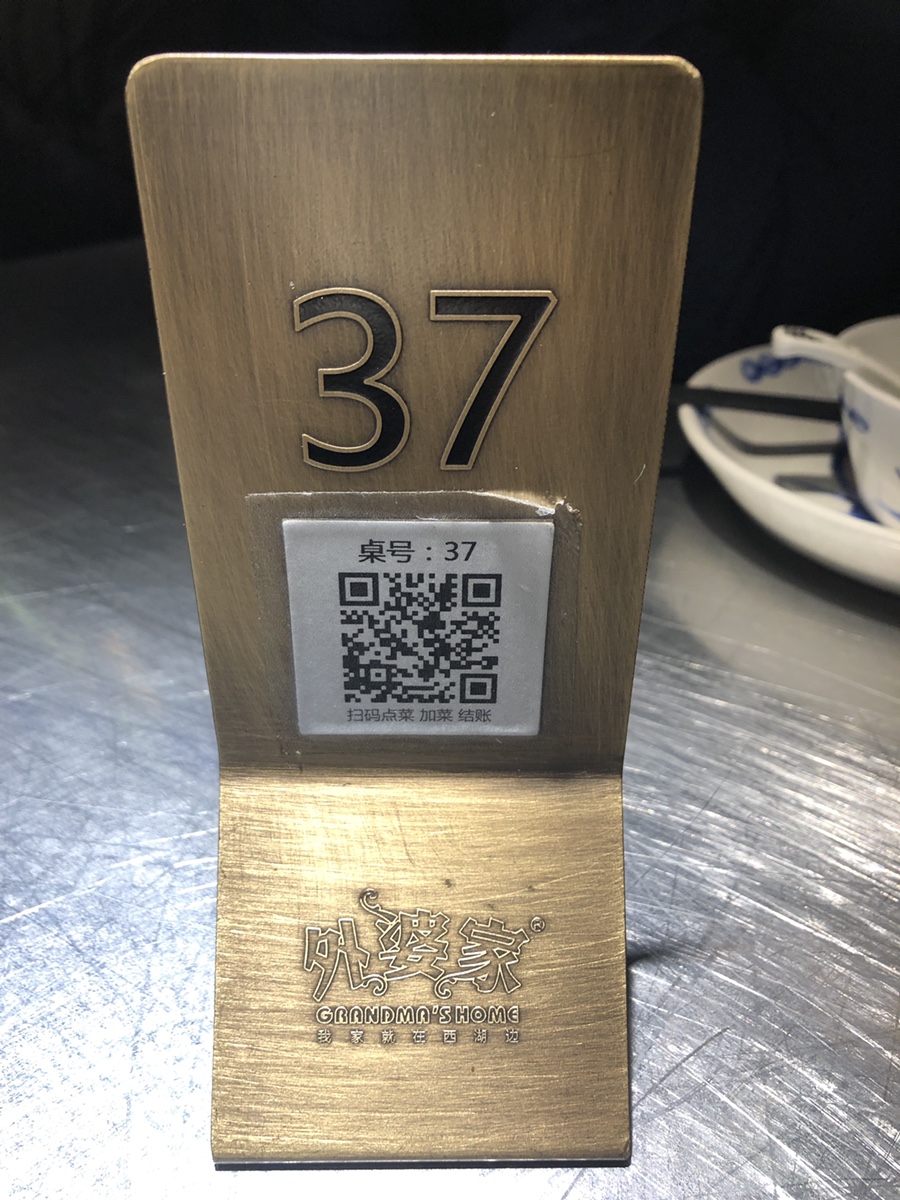 37
桌号：37
扫码点菜 加菜 结账
外婆家®
GRANDMA'S HOME
我家就在西湖边